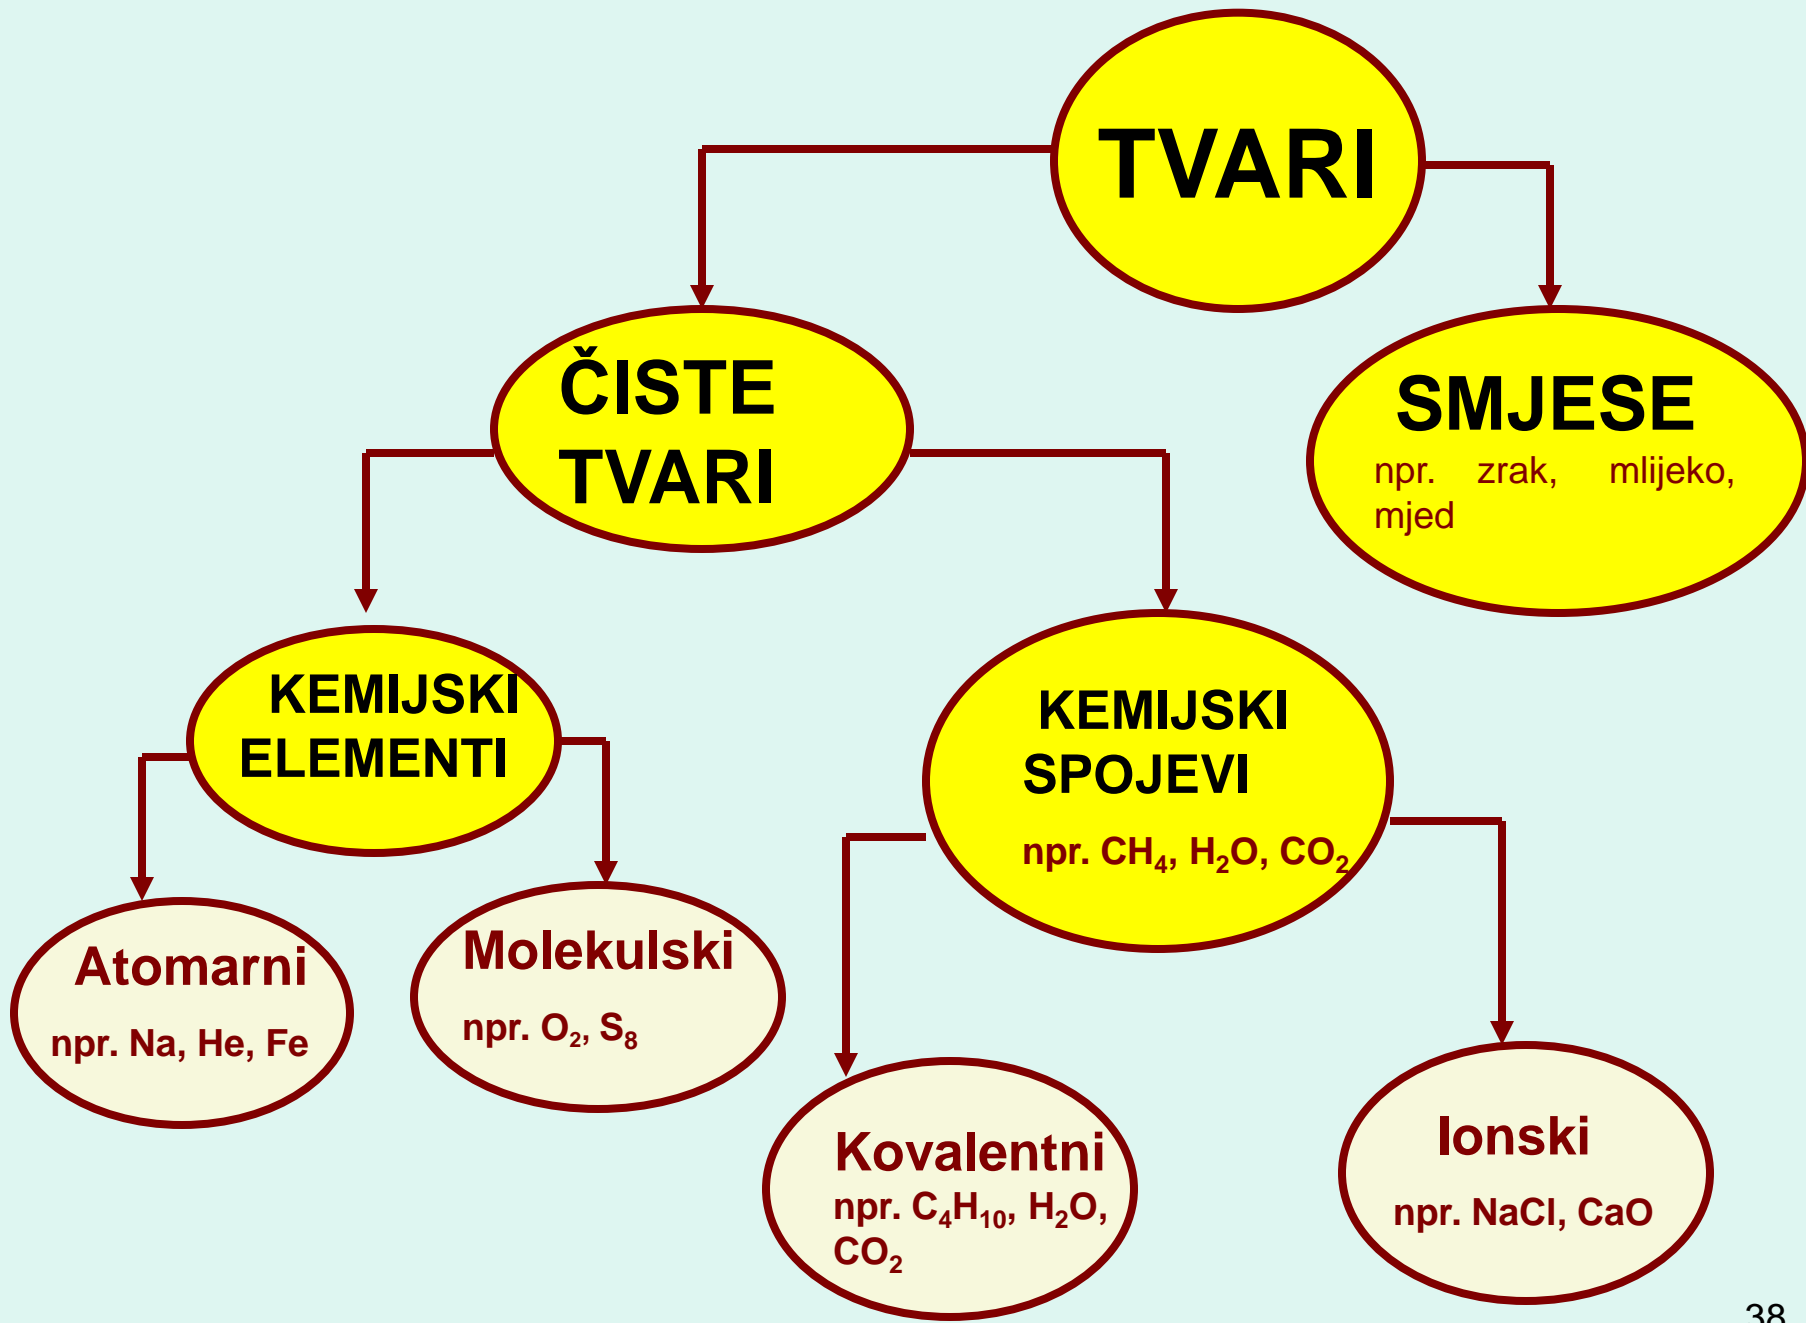 TVARI
ČISTE
TVARI
SMJESE
npr. zrak, mlijeko,
mjed
KEMIJSKI
ELEMENTI
KEMIJSKI
SPOJEVI
npr. CH₄, H₂O, CO₂
Atomarni
npr. Na, He, Fe
Molekulski
npr. O₂, S₈
Kovalentni
npr. C₄H₁₀, H₂O,
CO₂
Ionski
npr. NaCl, CaO
38